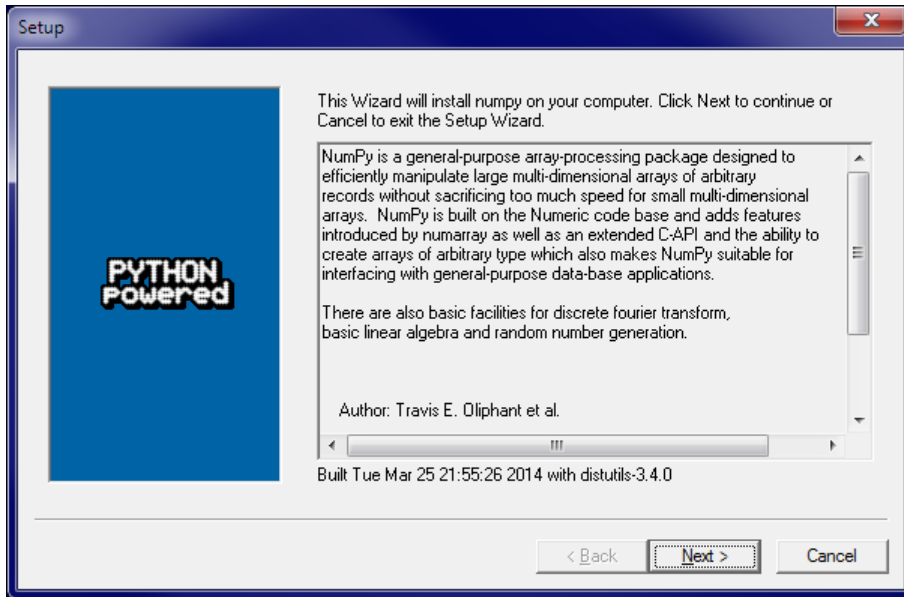 Setup
This Wizard will install numpy on your computer. Click Next to continue or
Cancel to exit the Setup Wizard.
NumPy is a general-purpose array-processing package designed to
efficiently manipulate large multi-dimensional arrays of arbitrary
records without sacrificing too much speed for small multi-dimensional
arrays.  NumPy is built on the Numeric code base and adds features
introduced by numarray as well as an extended C-API and the ability to
create arrays of arbitrary type which also makes NumPy suitable for
interfacing with general-purpose data-base applications.
There are also basic facilities for discrete fourier transform,
basic linear algebra and random number generation.
Author: Travis E. Oliphant et al.
PYTHON
Powered
Built Tue Mar 25 21:55:26 2014 with distutils-3.4.0
< Back
Next >
Cancel